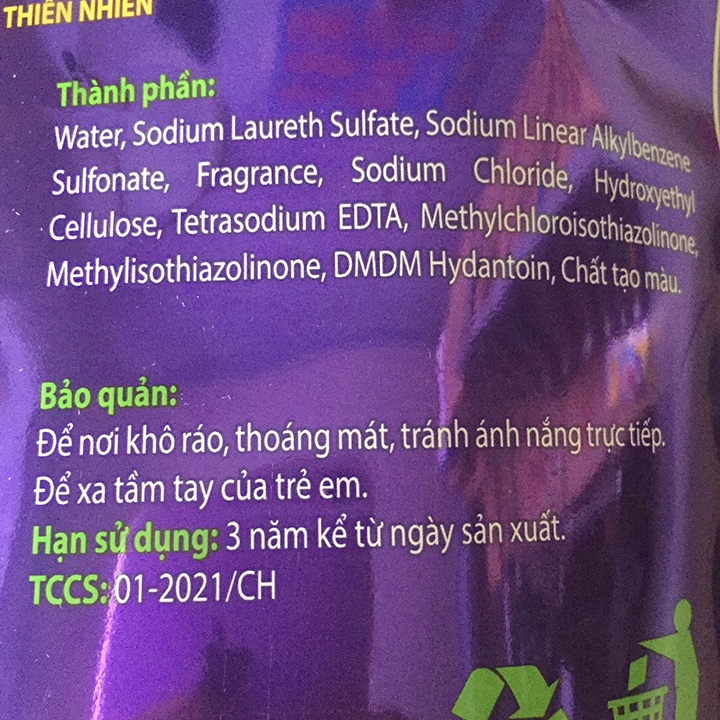 THIÊN NHIÊN
Thành phần:
Water, Sodium Laureth Sulfate, Sodium Linear Alkylbenzene
Sulfonate, Fragrance, Sodium Chloride, Hydroxyethyl
Cellulose, Tetrasodium EDTA, Methylchloroisothiazolinone,
Methylisothiazolinone, DMDM Hydantoin, Chất tạo màu.
Bảo quản:
Để nơi khô ráo, thoáng mát, tránh ánh nắng trực tiếp.
Để xa tầm tay của trẻ em.
Hạn sử dụng: 3 năm kể từ ngày sản xuất.
TCCS: 01-2021/CH